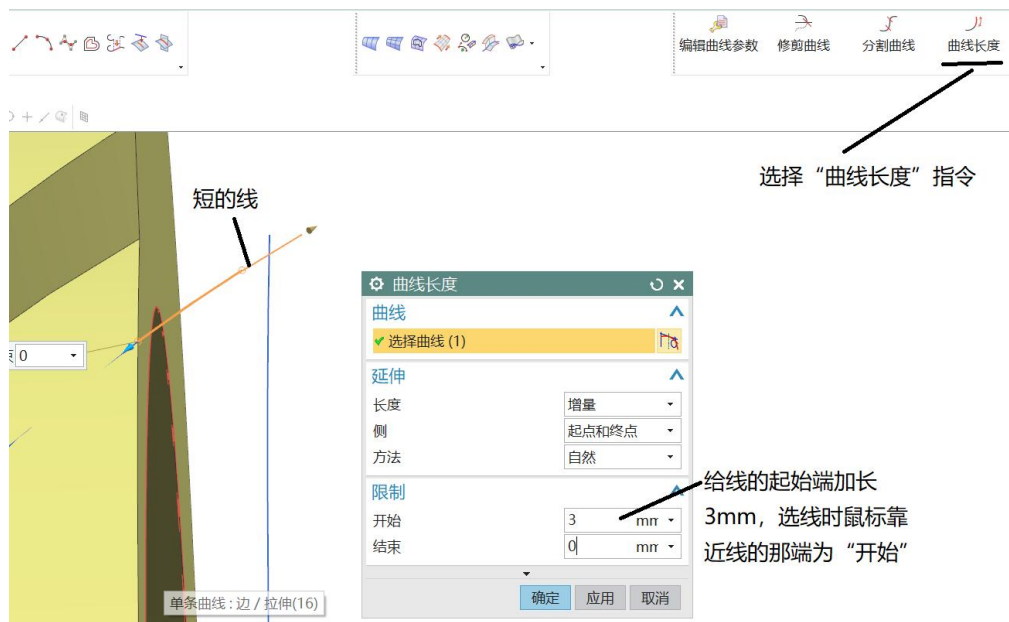 编辑曲线参数 修剪曲线 分割曲线 曲线长度
选择“曲线长度”指令
短的线
曲线长度
曲线
选择曲线 (1)
0
延伸
长度 增量
侧 起点和终点
方法 自然
限制
开始 3 mm
结束 0 mm
给线的起始端加长
3mm，选线时鼠标靠
近线的那端为“开始”
确定 应用 取消
单条曲线 : 边 / 拉伸(16)